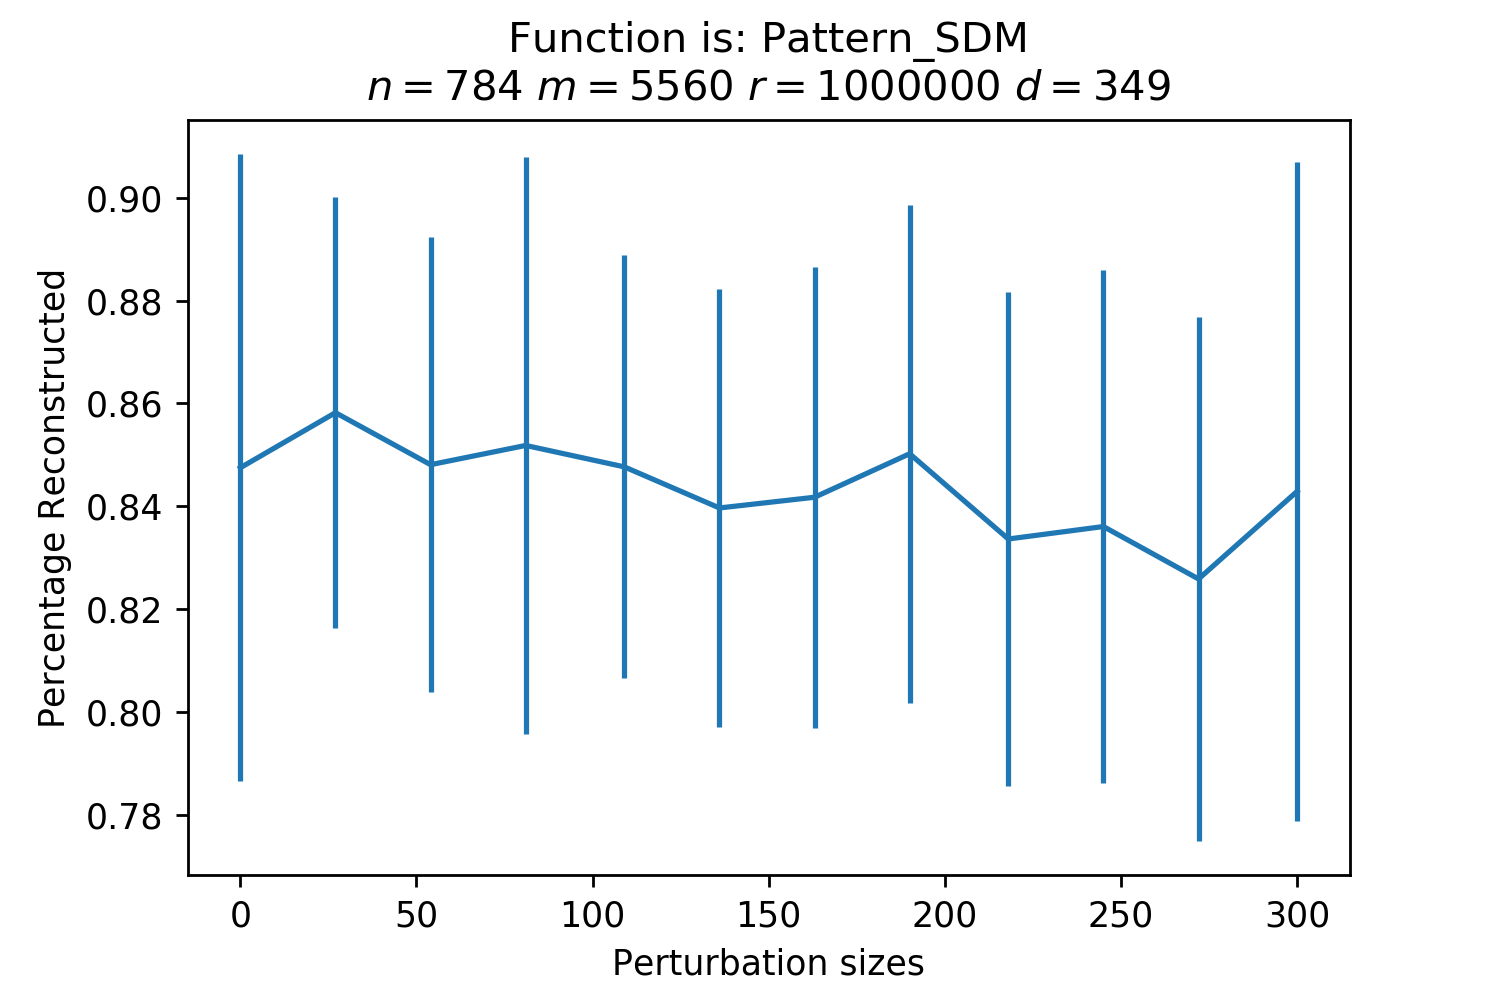 Function is: Pattern_SDM
n = 784 m = 5560 r = 1000000 d = 349
Percentage Reconstructed
0.90
0.88
0.86
0.84
0.82
0.80
0.78
0 50 100 150 200 250 300
Perturbation sizes